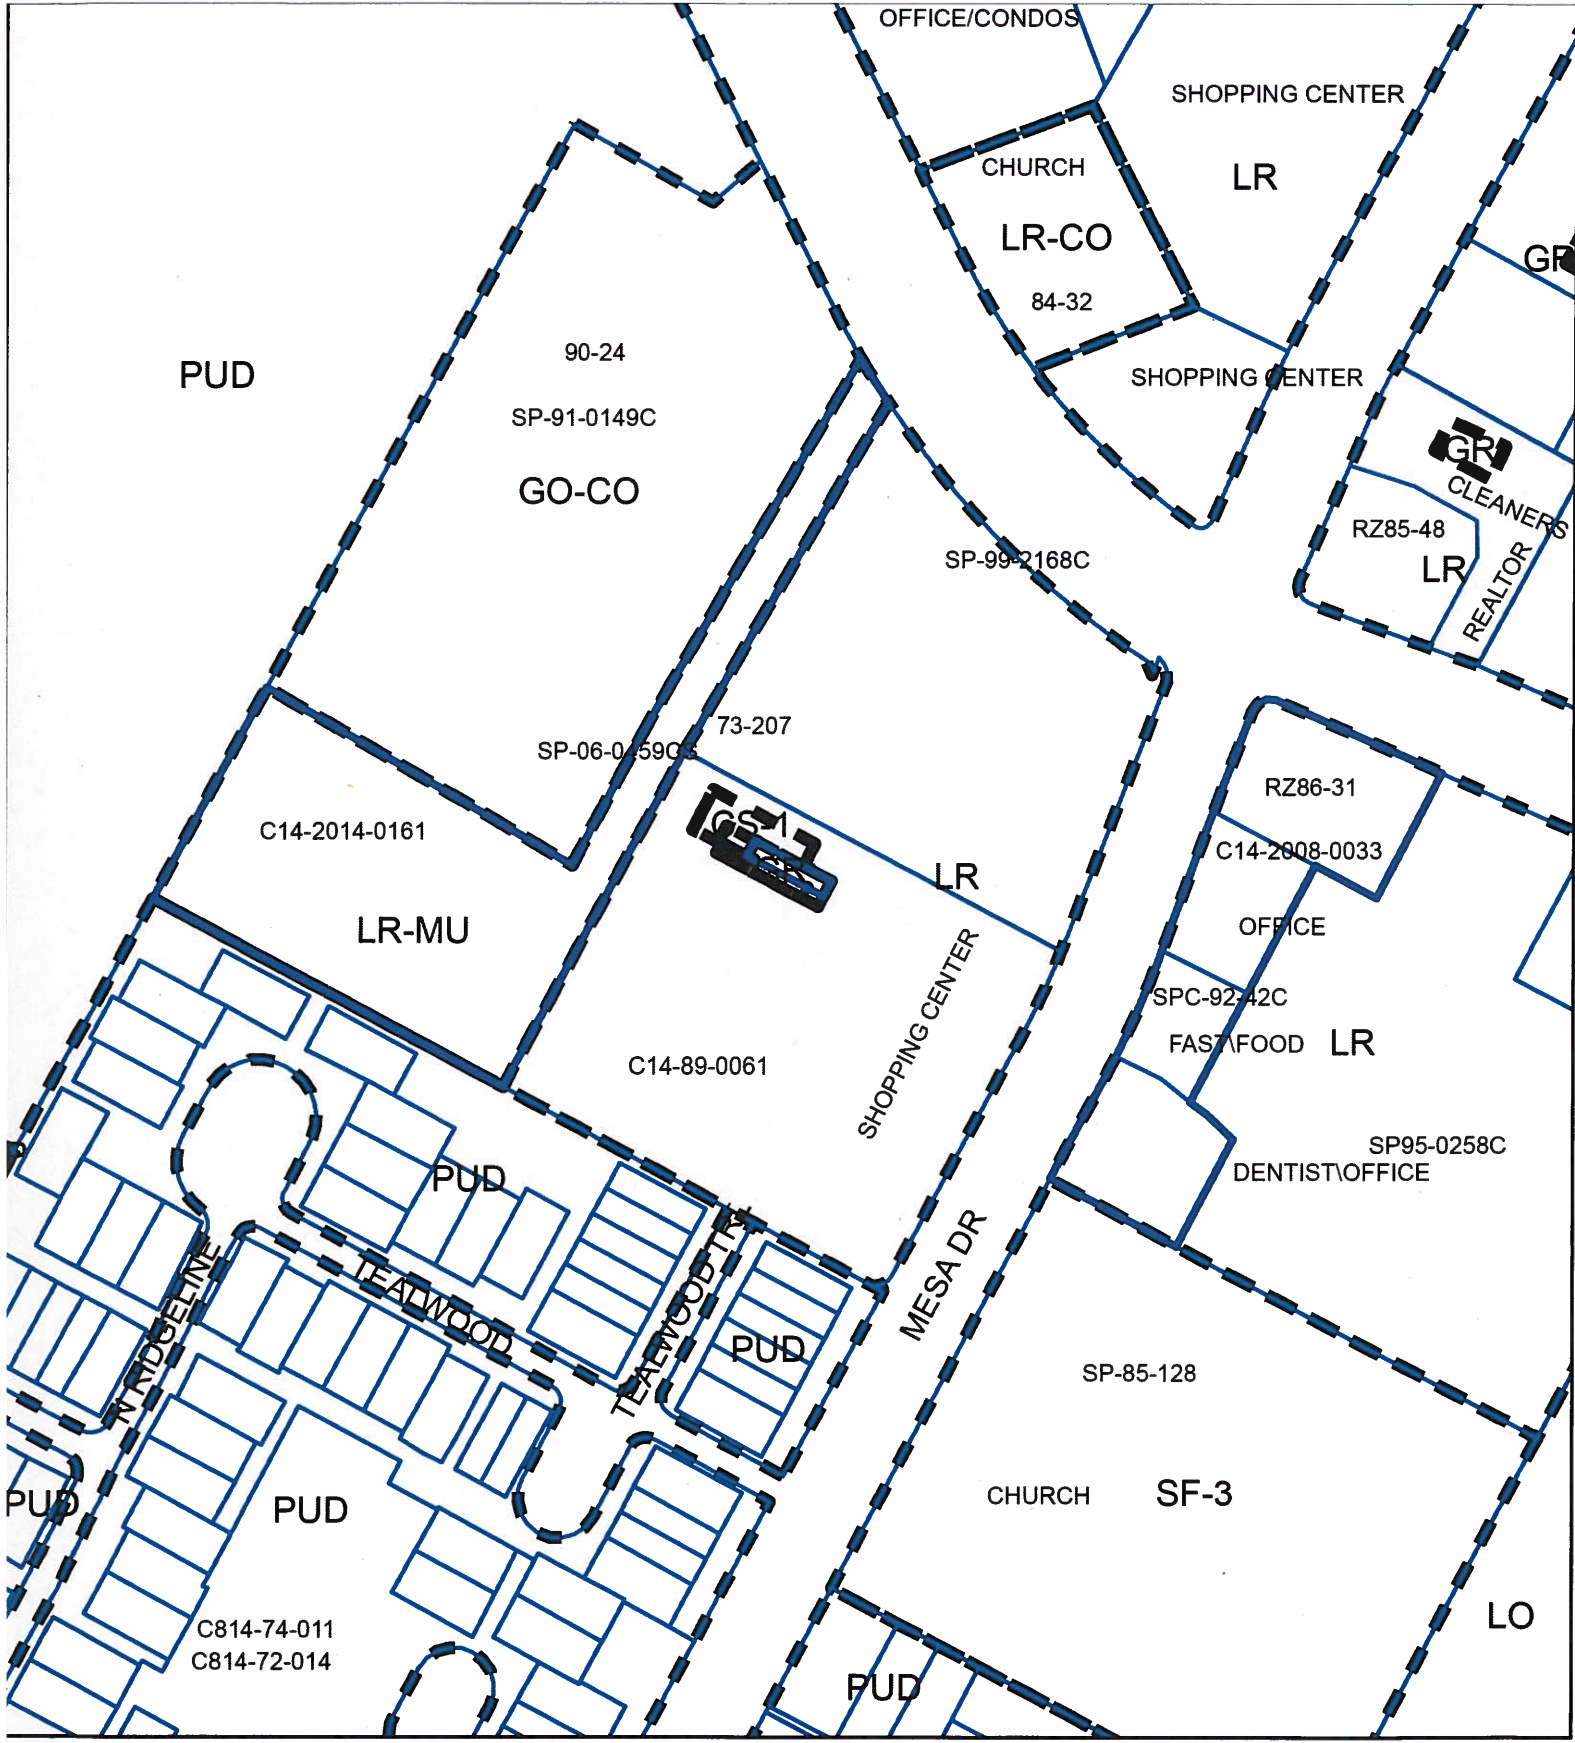 OFFICE/CONDOS
SHOPPING CENTER
CHURCH
LR
LR-CO
84-32
90-24
PUD
SHOPPING CENTER
SP-91-0149C
GR
GO-CO
CLEANERS
RZ85-48
LR
REALTOR
SP-99-2168C
73-207
RZ86-31
C14-2014-0161
C14-2008-0033
LR
LR-MU
OFFICE
SHOPPING CENTER
SPC-92-42C
FAST\FOOD
LR
C14-89-0061
SP95-0258C
DENTIST\OFFICE
PUD
MESA DR
N RIDGELINE
TEALWOOD
TEALWOOD TRL
PUD
SP-85-128
CHURCH
SF-3
PUD
PUD
C814-74-011
C814-72-014
LO
PUD